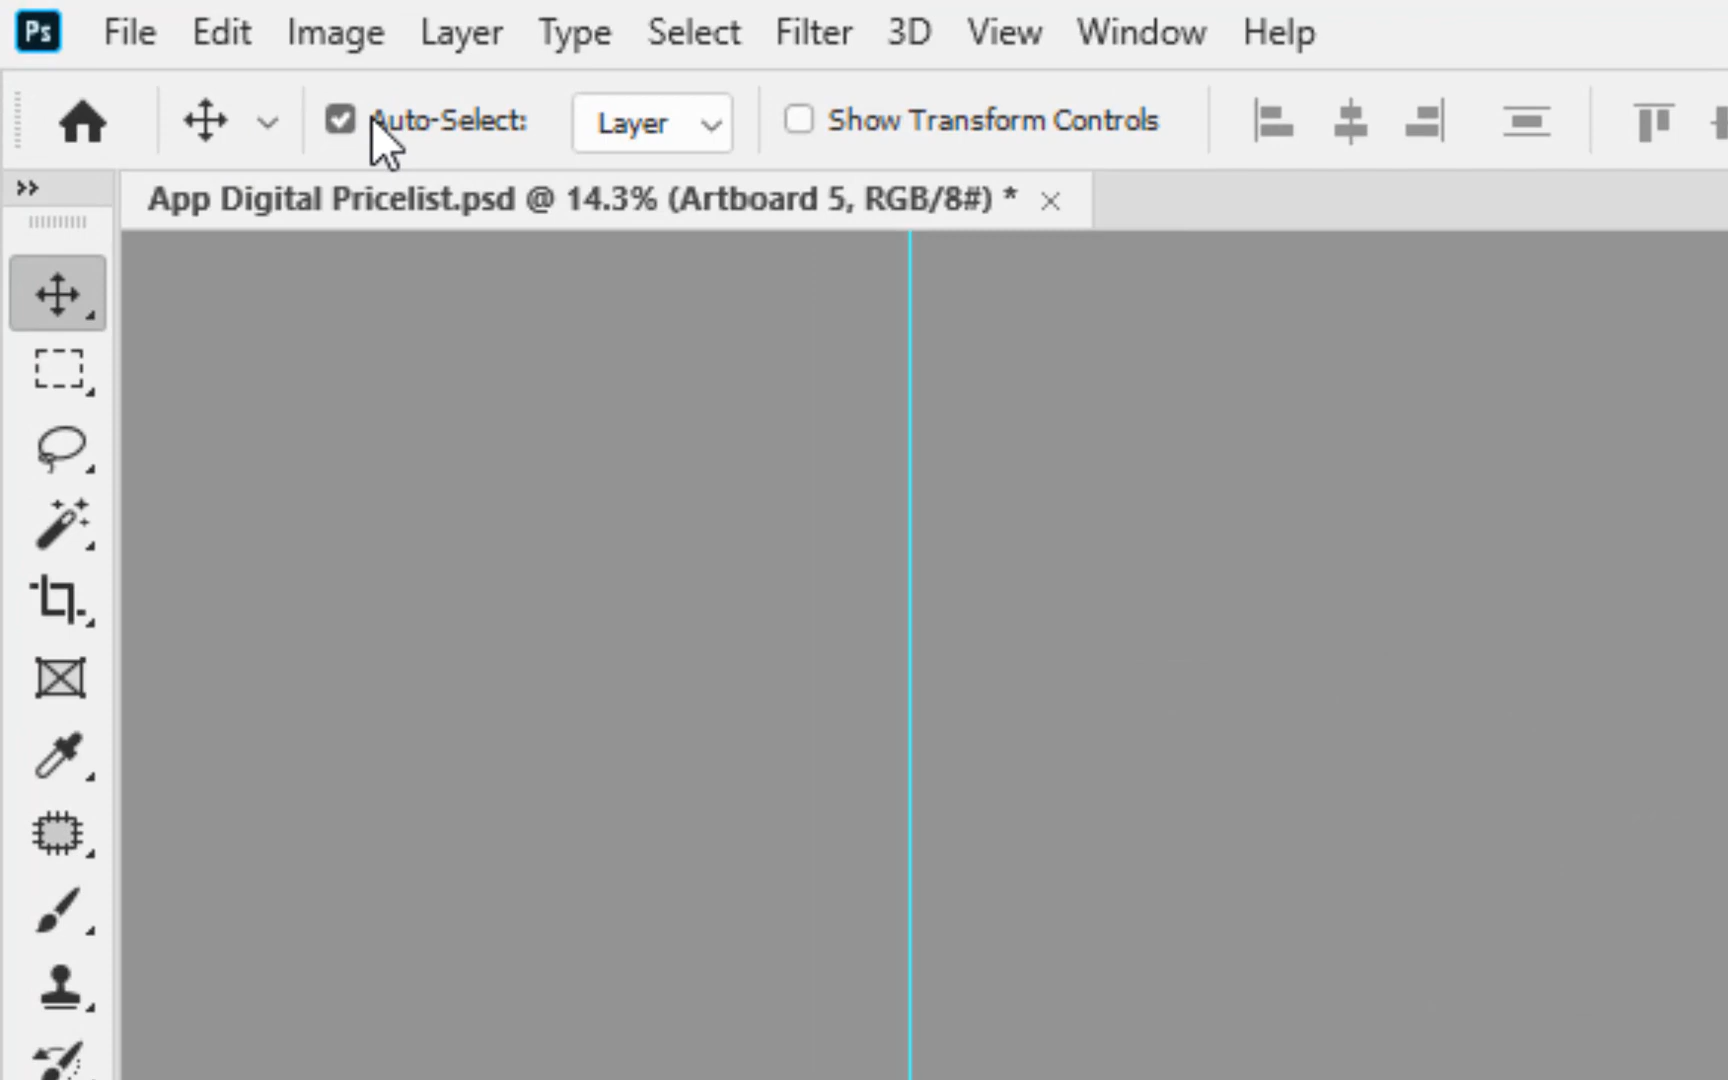 Ps File Edit Image Layer Type Select Filter 3D View Window Help
Auto-Select: Layer Show Transform Controls
App Digital Pricelist.psd @ 14.3% (Artboard 5, RGB/8#) *